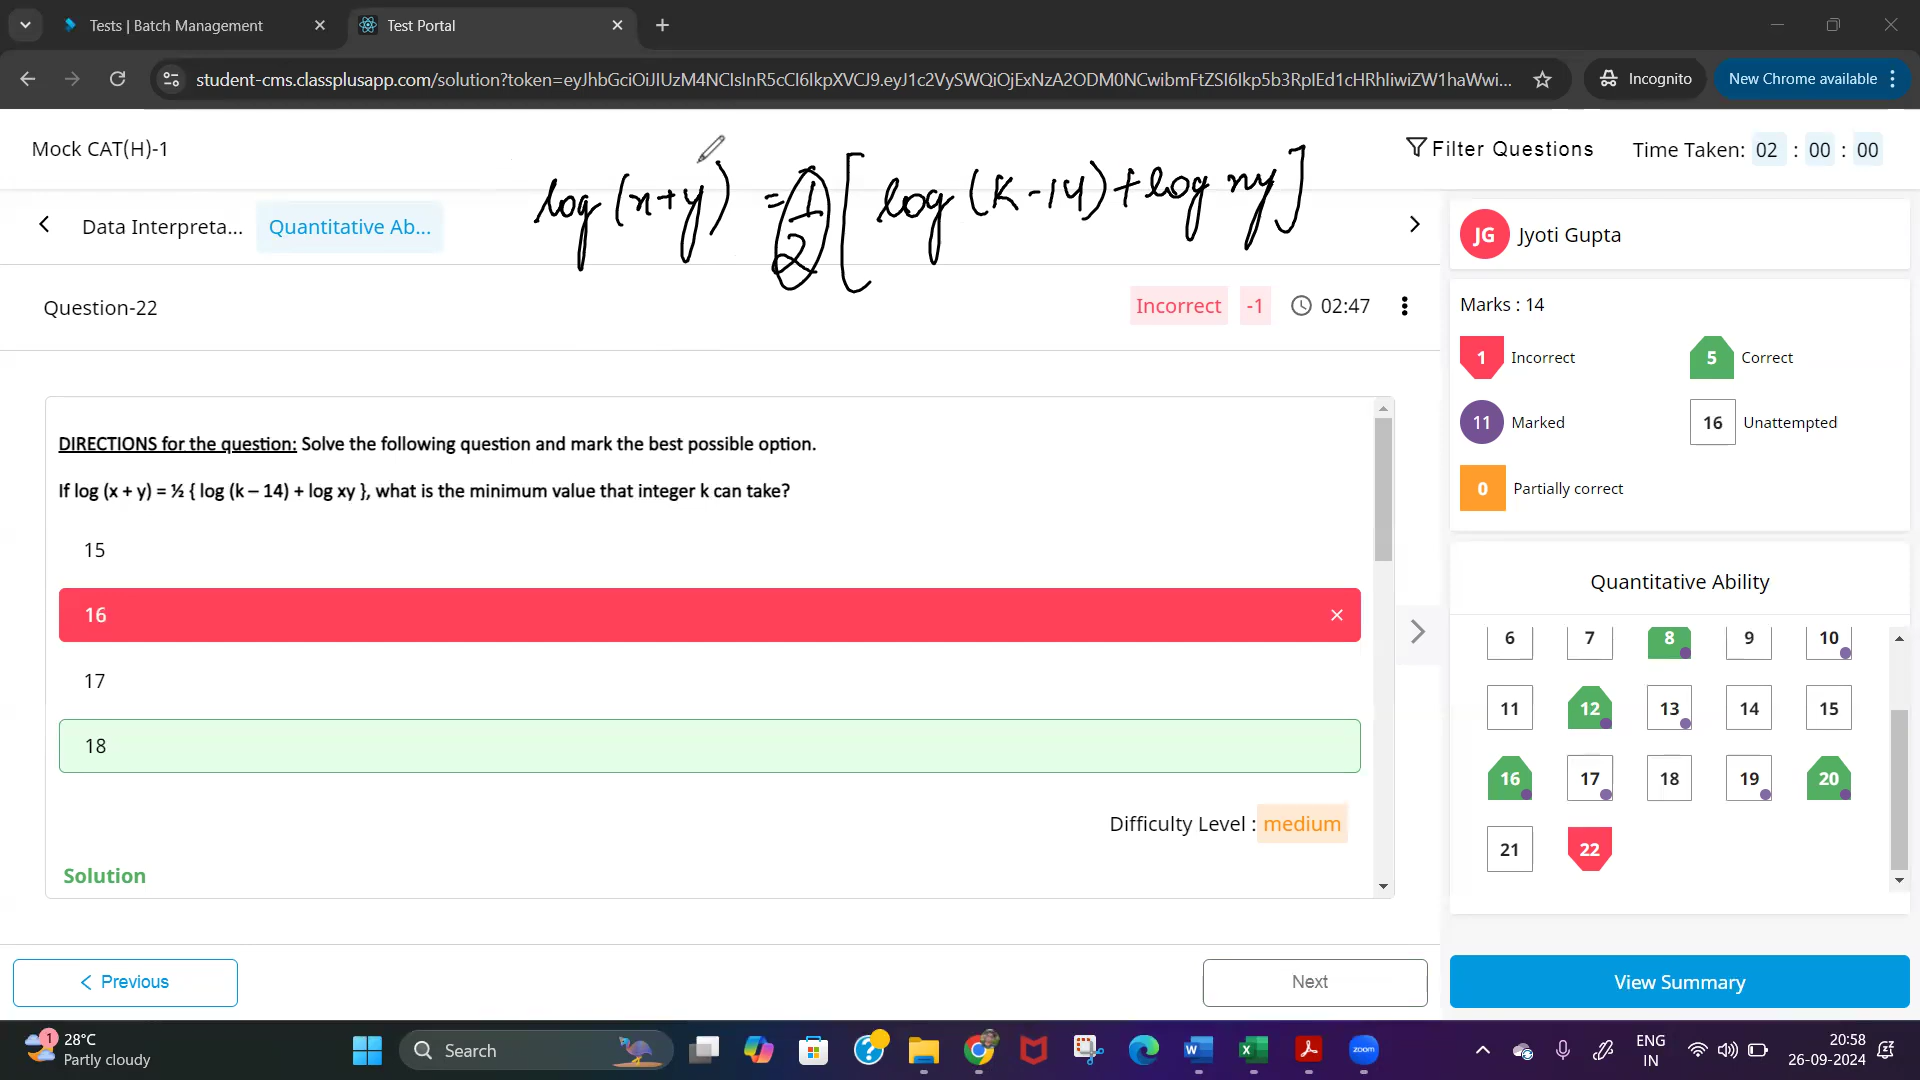 Tests | Batch Management
Test Portal
student-cms.classplusapp.com/solution?token=eyJhbGciOiJIUzM4NCIsInR5cCI6IkpXVCJ9.eyJ1c2VySWQiOjExNzA2ODM0NCwibmFtZSI6Ikp5b3RpIEd1cHRhIiwiZW1haWwi...
Incognito
New Chrome available
Mock CAT(H)-1
log (x+y) = 1/2 [ log (K-14) + log xy ]
Filter Questions
Time Taken: 02 : 00 : 00
Data Interpreta...
Quantitative Ab...
JG Jyoti Gupta
Question-22
Incorrect -1 02:47
Marks : 14
1 Incorrect
5 Correct
11 Marked
16 Unattempted
0 Partially correct
DIRECTIONS for the question: Solve the following question and mark the best possible option.
If log (x + y) = ½ { log (k – 14) + log xy }, what is the minimum value that integer k can take?
15
16
17
18
Difficulty Level : medium
Solution
Quantitative Ability
6 7 8 9 10
11 12 13 14 15
16 17 18 19 20
21 22
Previous
Next
View Summary
1
28°C
Partly cloudy
Search
zoom
ENG
IN
20:58
26-09-2024